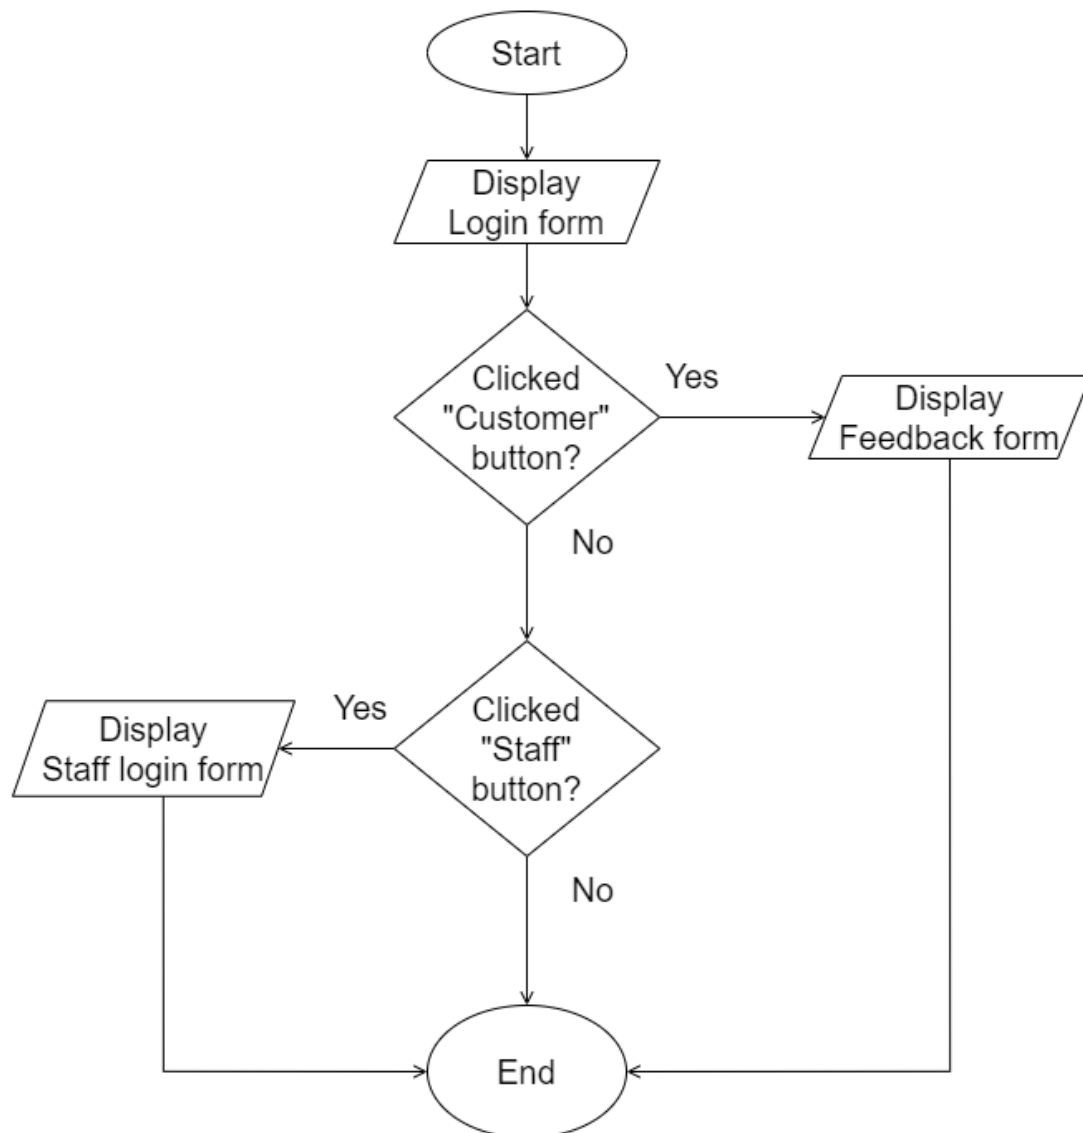 Start
Display
Login form
Clicked
"Customer"
button?
Yes
Display
Feedback form
No
Clicked
"Staff"
button?
Yes
Display
Staff login form
No
End